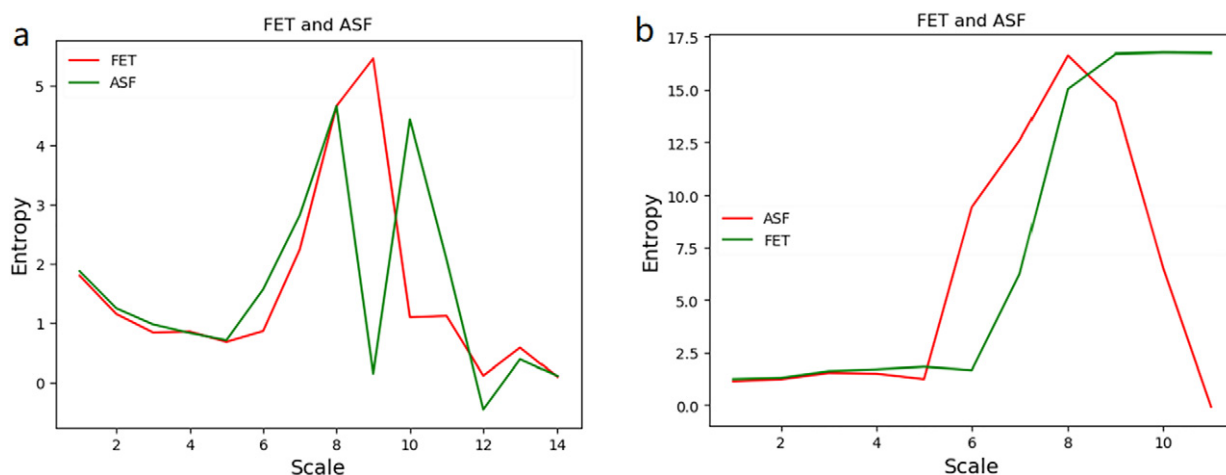 a
FET and ASF
FET
ASF
Entropy
5
4
3
2
1
0
2 4 6 8 10 12 14
Scale
b
FET and ASF
ASF
FET
Entropy
17.5
15.0
12.5
10.0
7.5
5.0
2.5
0.0
2 4 6 8 10
Scale